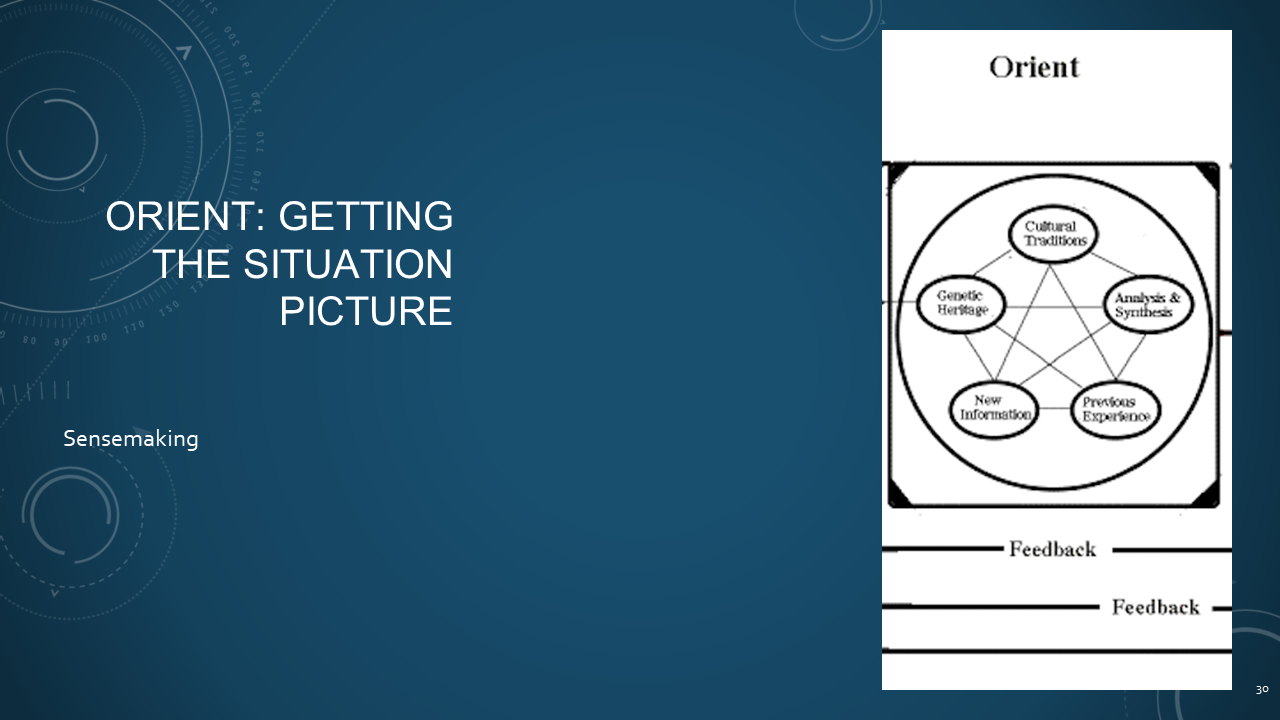 ORIENT: GETTING
THE SITUATION
PICTURE
Sensemaking
Orient
Cultural
Traditions
Genetic
Heritage
Analysis &
Synthesis
New
Information
Previous
Experience
Feedback
Feedback
30